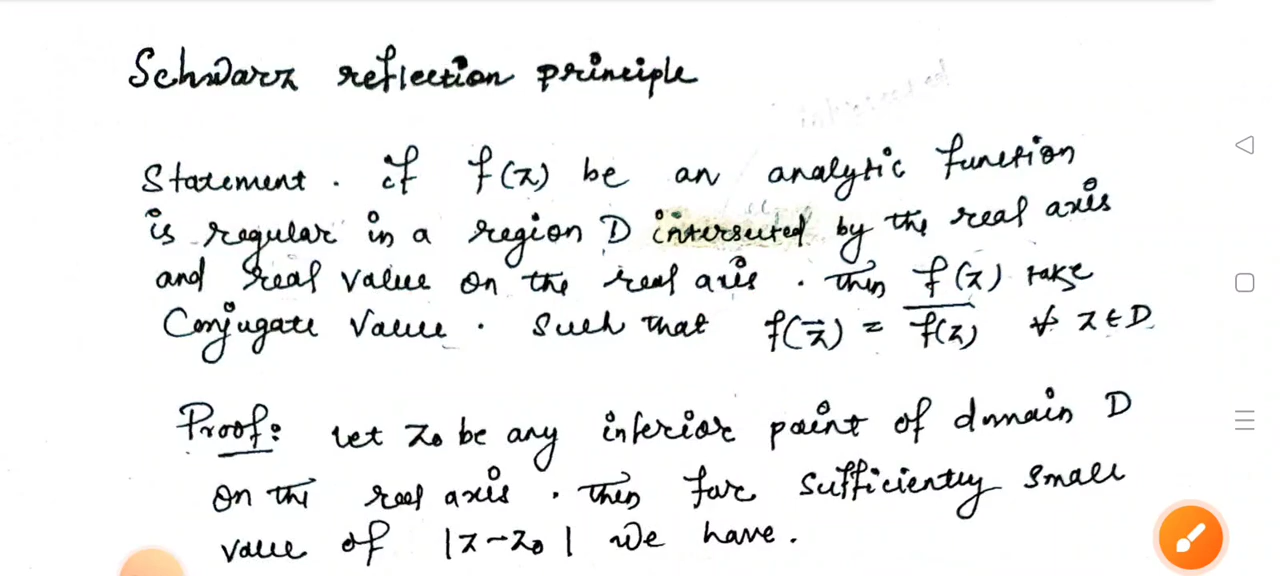 Schwarz reflection principle
Statement. if f(z) be an analytic function
is regular in a region D intersected by the real axis
and real value on the real axis. Then f(z) take
Conjugate Value. Such that f(z̅) = \overline{f(z)} ∀ z ∈ D
Proof: Let z₀ be any interior point of domain D
on the real axis. Then for sufficiently small
value of |z-z₀| we have.